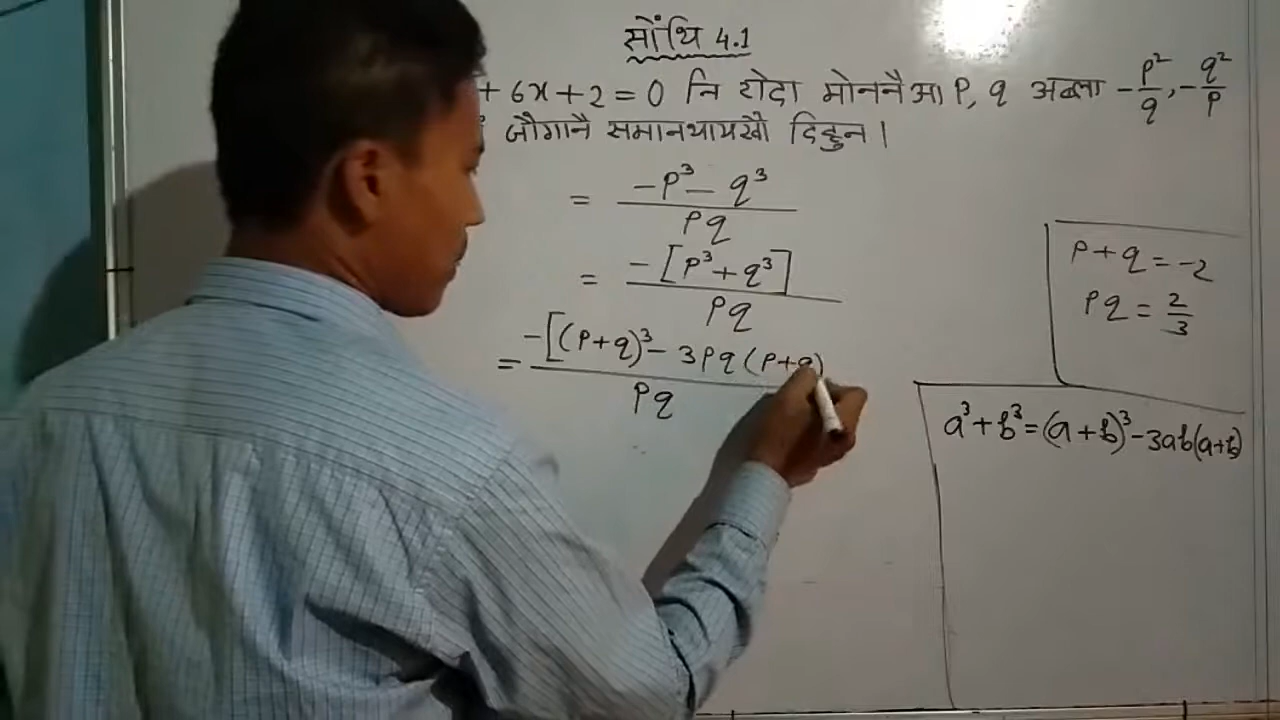 सोंथि 4.1
+ 6x + 2 = 0 नि रोदा मोननैआ P, q अब्ला -p²/q, -q²/p
जौगानै समानथायखौ दिहुन।
= (-p³ - q³)/pq
= -[p³ + q³]/pq
= -[(p+q)³ - 3pq(p+q)/pq
p + q = -2
pq = 2/3
a³ + b³ = (a + b)³ - 3ab(a+b)